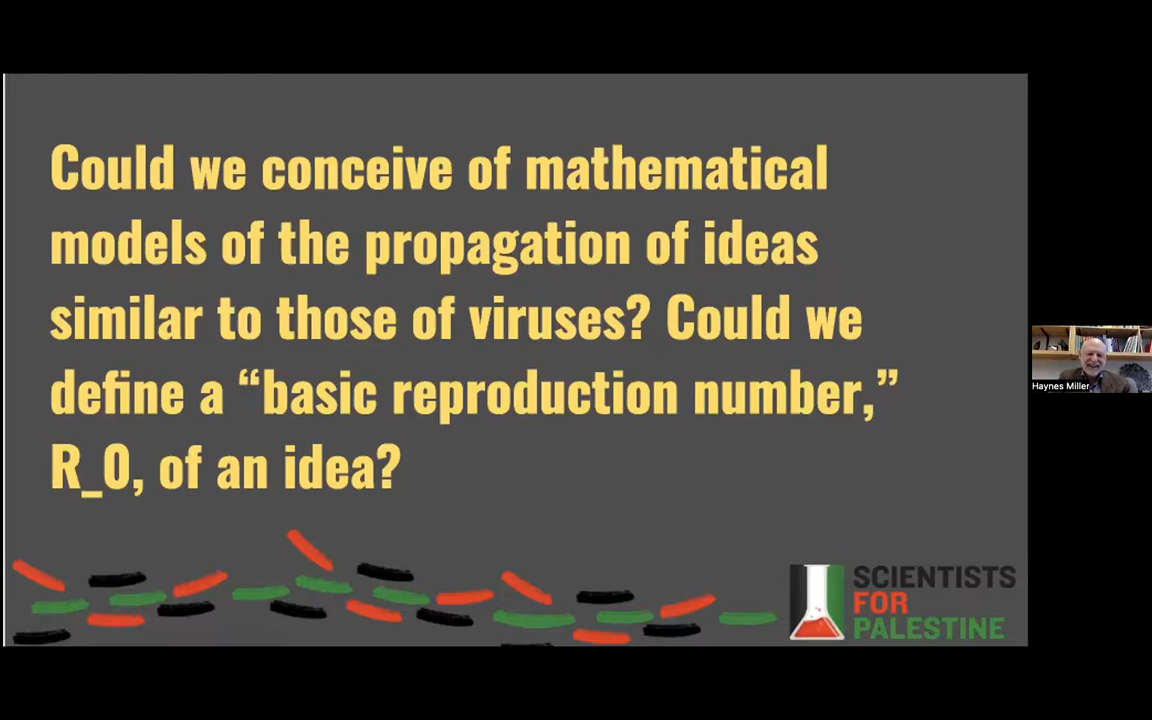 Could we conceive of mathematical
models of the propagation of ideas
similar to those of viruses? Could we
define a “basic reproduction number,”
R_0, of an idea?
Haynes Miller
SCIENTISTS
FOR
PALESTINE